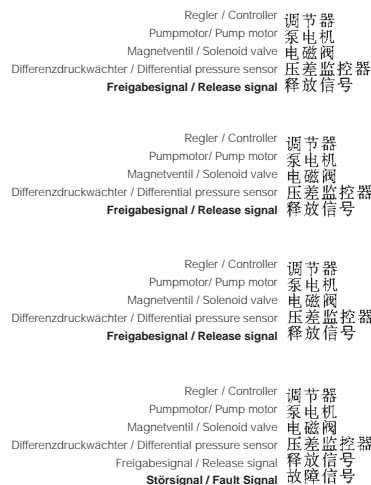 Regler / Controller 调节器
Pumpmotor/ Pump motor 泵电机
Magnetventil / Solenoid valve 电磁阀
Differenzdruckwächter / Differential pressure sensor 压差监控器
Freigabesignal / Release signal 释放信号
Regler / Controller 调节器
Pumpmotor/ Pump motor 泵电机
Magnetventil / Solenoid valve 电磁阀
Differenzdruckwächter / Differential pressure sensor 压差监控器
Freigabesignal / Release signal 释放信号
Regler / Controller 调节器
Pumpmotor/ Pump motor 泵电机
Magnetventil / Solenoid valve 电磁阀
Differenzdruckwächter / Differential pressure sensor 压差监控器
Freigabesignal / Release signal 释放信号
Regler / Controller 调节器
Pumpmotor/ Pump motor 泵电机
Magnetventil / Solenoid valve 电磁阀
Differenzdruckwächter / Differential pressure sensor 压差监控器
Freigabesignal / Release signal 释放信号
Störsignal / Fault Signal 故障信号